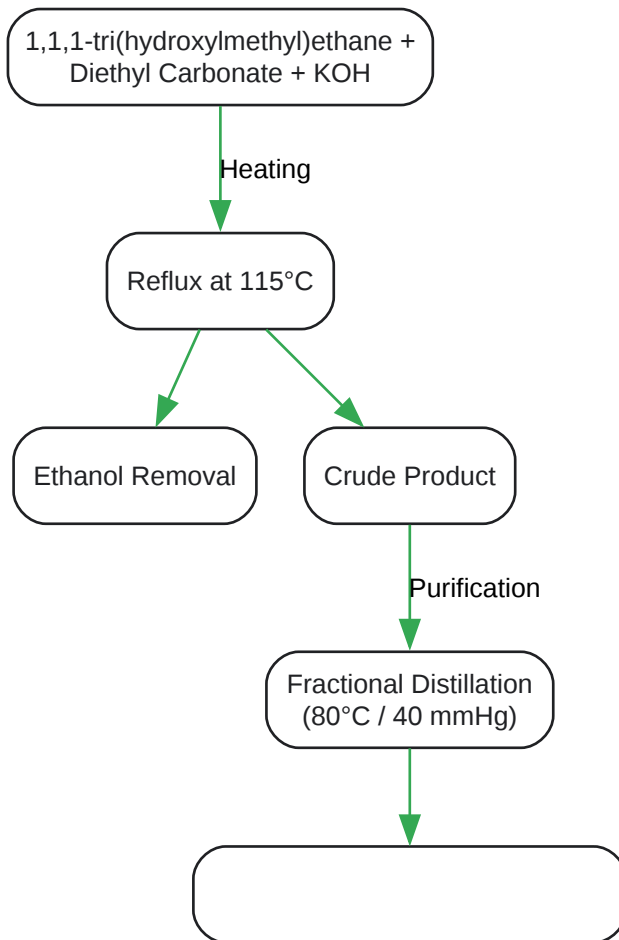 1,1,1-tri(hydroxylmethyl)ethane +
Diethyl Carbonate + KOH
Heating
Reflux at 115°C
Ethanol Removal
Crude Product
Purification
Fractional Distillation
(80°C / 40 mmHg)